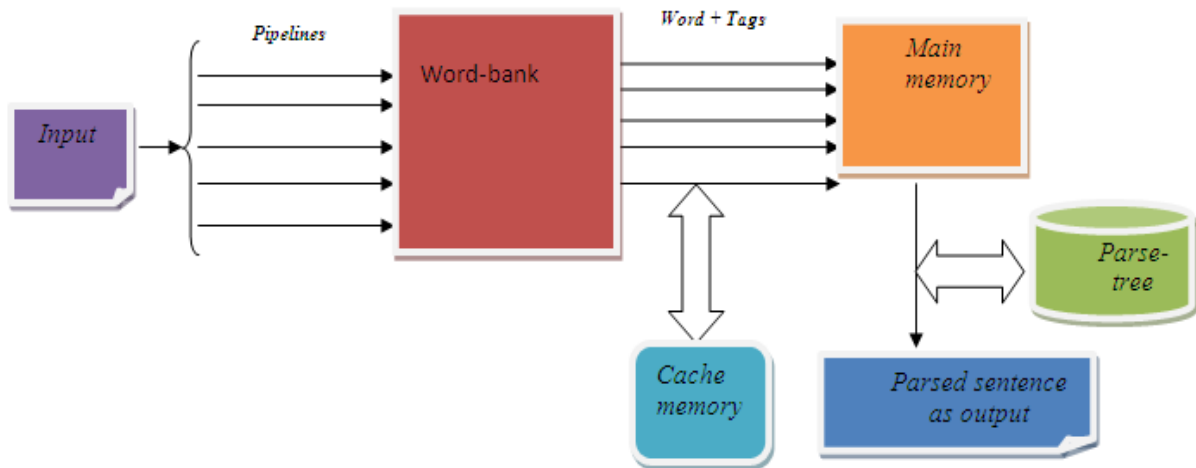 Pipelines
Word + Tags
Input
Word-bank
Main
memory
Cache
memory
Parse-
tree
Parsed sentence
as output